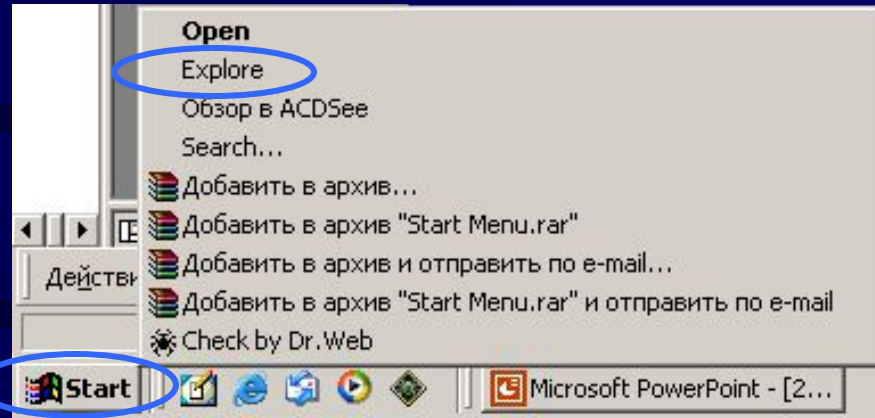 Open
Explore
Обзор в ACDSee
Search...
Добавить в архив...
Добавить в архив "Start Menu.rar"
Добавить в архив и отправить по e-mail...
Добавить в архив "Start Menu.rar" и отправить по e-mail
Check by Dr.Web
Действи
Start
Microsoft PowerPoint - [2...